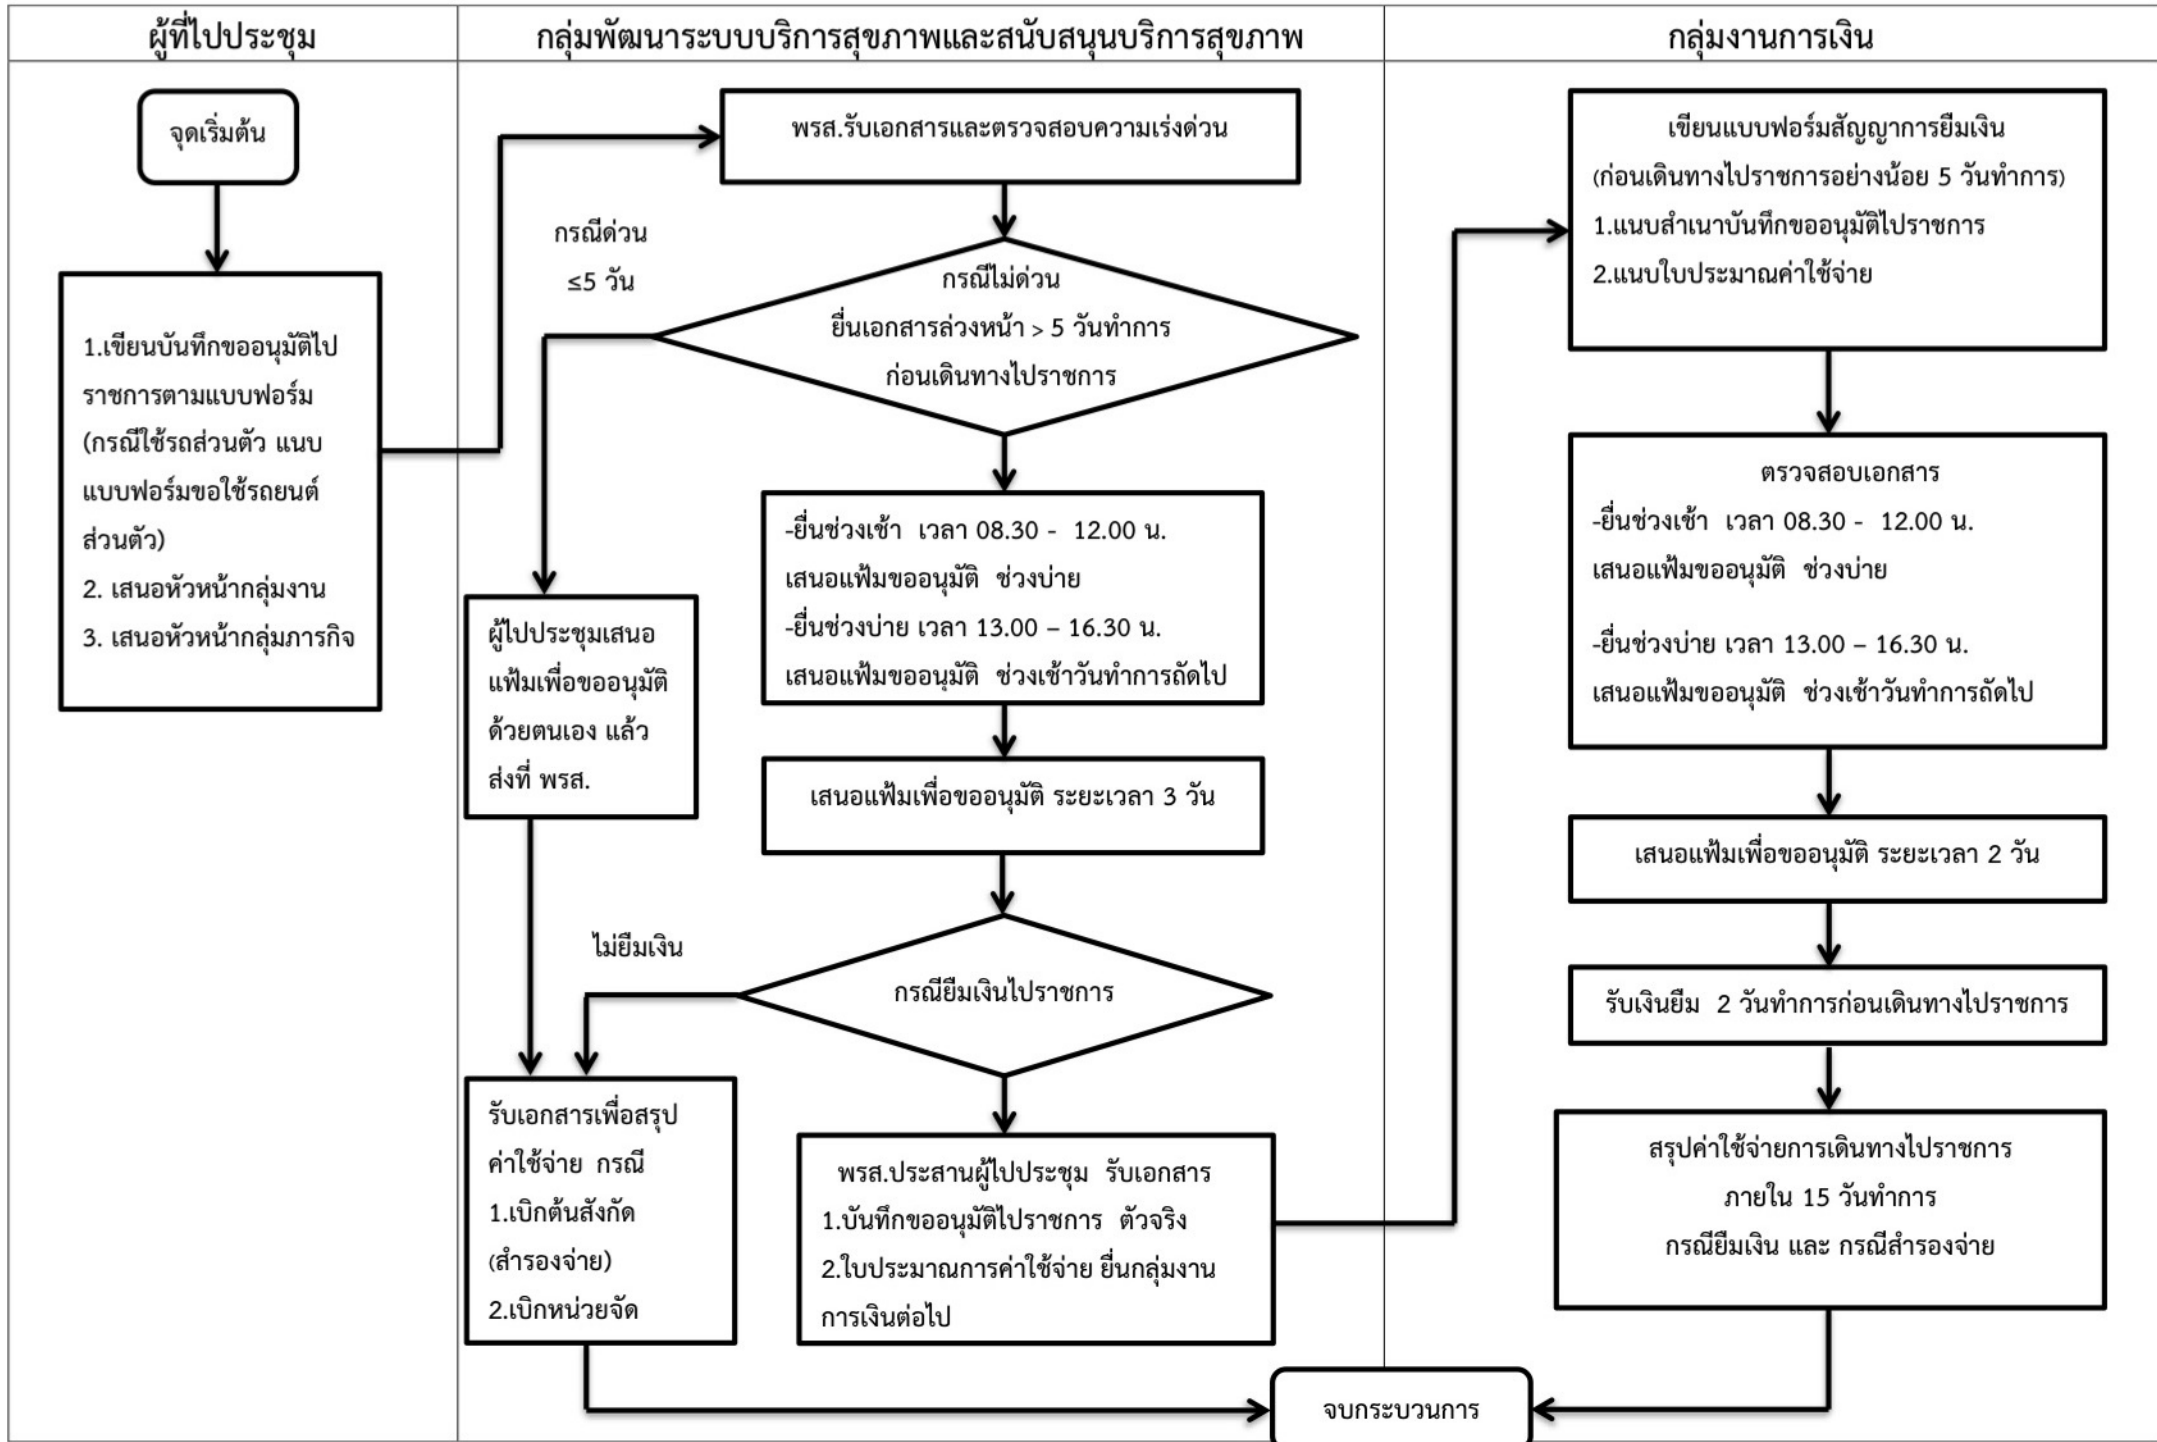 ผู้ที่ไปประชุม
กลุ่มพัฒนาระบบบริการสุขภาพและสนับสนุนบริการสุขภาพ
กลุ่มงานการเงิน
จุดเริ่มต้น
1.เขียนบันทึกขออนุมัติไป
ราชการตามแบบฟอร์ม
(กรณีใช้รถส่วนตัว แนบ
แบบฟอร์มขอใช้รถยนต์
ส่วนตัว)
2. เสนอหัวหน้ากลุ่มงาน
3. เสนอหัวหน้ากลุ่มภารกิจ
พรส.รับเอกสารและตรวจสอบความเร่งด่วน
กรณีด่วน
≤5 วัน
กรณีไม่ด่วน
ยื่นเอกสารล่วงหน้า > 5 วันทำการ
ก่อนเดินทางไปราชการ
-ยื่นช่วงเช้า เวลา 08.30 - 12.00 น.
เสนอแฟ้มขออนุมัติ ช่วงบ่าย
-ยื่นช่วงบ่าย เวลา 13.00 – 16.30 น.
เสนอแฟ้มขออนุมัติ ช่วงเช้าวันทำการถัดไป
ผู้ไปประชุมเสนอ
แฟ้มเพื่อขออนุมัติ
ด้วยตนเอง แล้ว
ส่งที่ พรส.
เสนอแฟ้มเพื่อขออนุมัติ ระยะเวลา 3 วัน
ไม่ยืมเงิน
กรณียืมเงินไปราชการ
รับเอกสารเพื่อสรุป
ค่าใช้จ่าย กรณี
1.เบิกต้นสังกัด
(สำรองจ่าย)
2.เบิกหน่วยจัด
พรส.ประสานผู้ไปประชุม รับเอกสาร
1.บันทึกขออนุมัติไปราชการ ตัวจริง
2.ใบประมาณการค่าใช้จ่าย ยื่นกลุ่มงาน
การเงินต่อไป
เขียนแบบฟอร์มสัญญาการยืมเงิน
(ก่อนเดินทางไปราชการอย่างน้อย 5 วันทำการ)
1.แนบสำเนาบันทึกขออนุมัติไปราชการ
2.แนบใบประมาณค่าใช้จ่าย
ตรวจสอบเอกสาร
-ยื่นช่วงเช้า เวลา 08.30 - 12.00 น.
เสนอแฟ้มขออนุมัติ ช่วงบ่าย
-ยื่นช่วงบ่าย เวลา 13.00 – 16.30 น.
เสนอแฟ้มขออนุมัติ ช่วงเช้าวันทำการถัดไป
เสนอแฟ้มเพื่อขออนุมัติ ระยะเวลา 2 วัน
รับเงินยืม 2 วันทำการก่อนเดินทางไปราชการ
สรุปค่าใช้จ่ายการเดินทางไปราชการ
ภายใน 15 วันทำการ
กรณียืมเงิน และ กรณีสำรองจ่าย
จบกระบวนการ